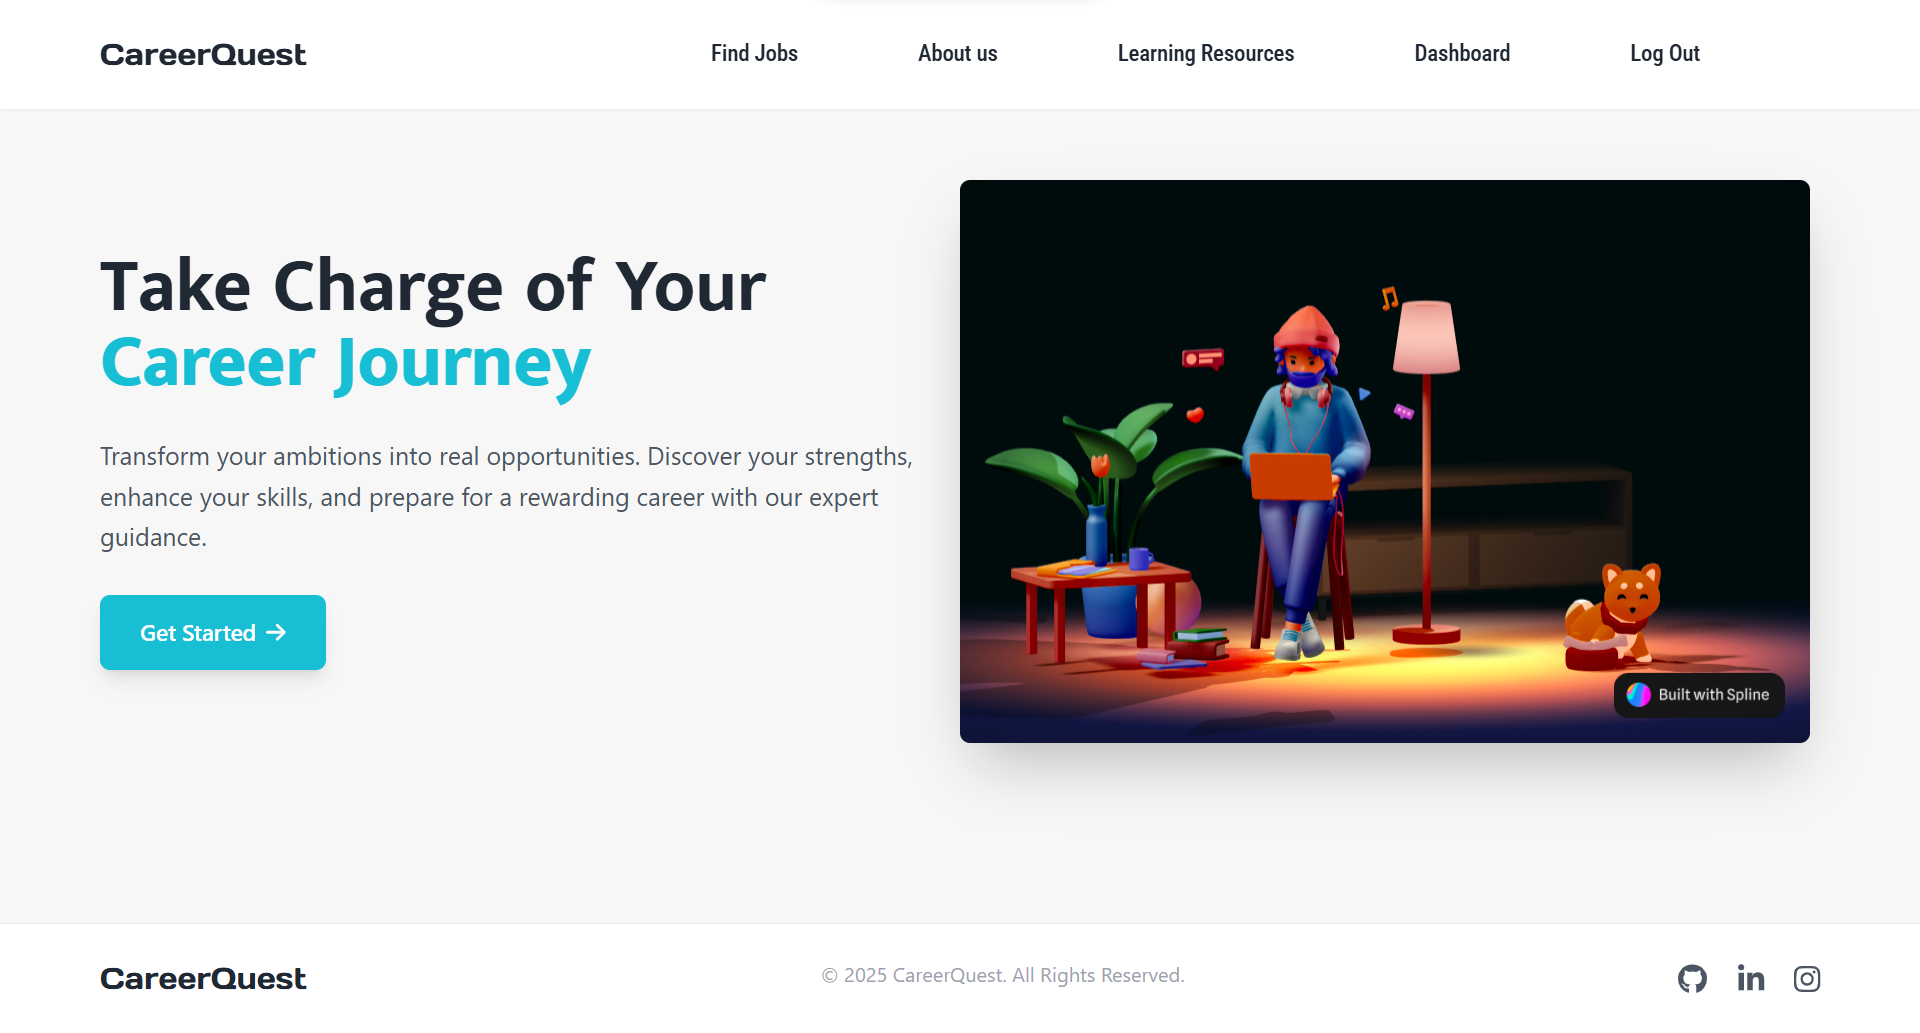 CareerQuest
Find Jobs
About us
Learning Resources
Dashboard
Log Out
Take Charge of Your
Career Journey
Transform your ambitions into real opportunities. Discover your strengths,
enhance your skills, and prepare for a rewarding career with our expert
guidance.
Get Started
Built with Spline
CareerQuest
© 2025 CareerQuest. All Rights Reserved.